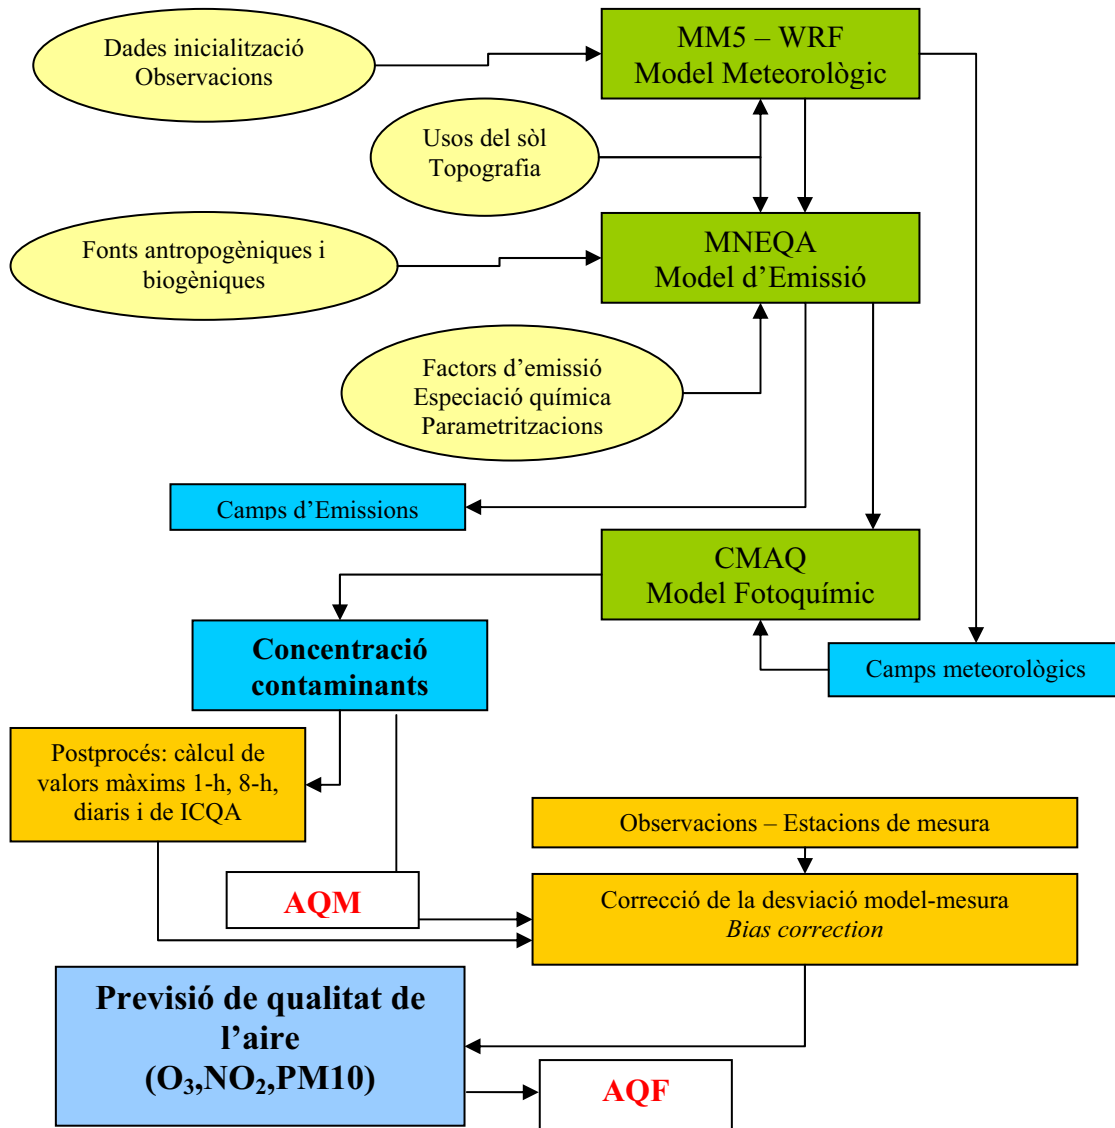 Dades inicialització
Observacions
MM5 – WRF
Model Meteorològic
Usos del sòl
Topografia
Fonts antropogèniques i
biogèniques
MNEQA
Model d’Emissió
Factors d’emissió
Especiació química
Parametritzacions
Camps d’Emissions
CMAQ
Model Fotoquímic
Concentració
contaminants
Camps meteorològics
Postprocés: càlcul de
valors màxims 1-h, 8-h,
diaris i de ICQA
Observacions – Estacions de mesura
AQM
Correcció de la desviació model-mesura
Bias correction
Previsió de qualitat de
l’aire
(O₃,NO₂,PM10)
AQF